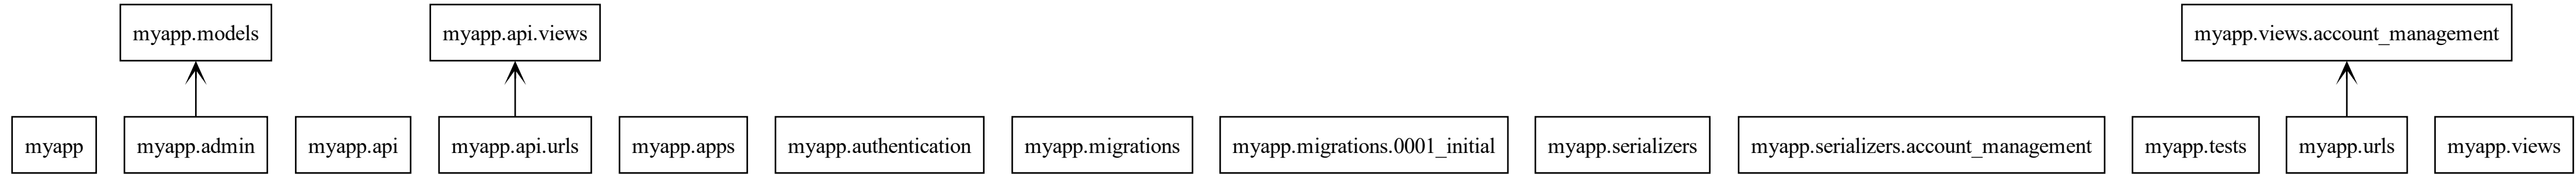 myapp.models
myapp.api.views
myapp.views.account_management
myapp
myapp.admin
myapp.api
myapp.api.urls
myapp.apps
myapp.authentication
myapp.migrations
myapp.migrations.0001_initial
myapp.serializers
myapp.serializers.account_management
myapp.tests
myapp.urls
myapp.views